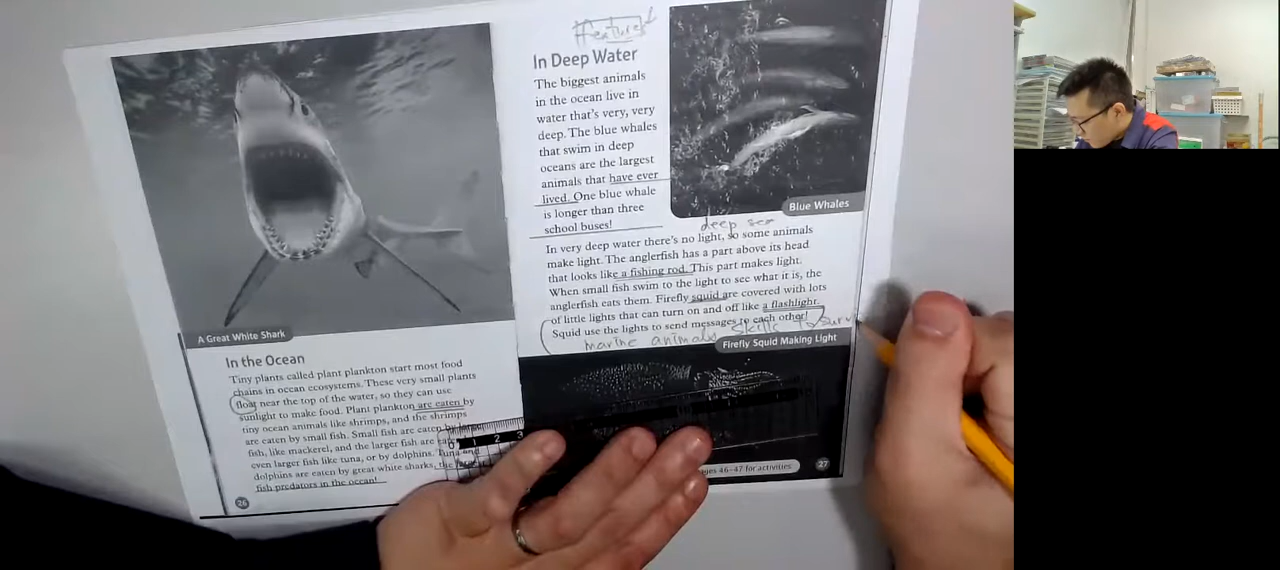 A Great White Shark
In the Ocean
Tiny plants called plant plankton start most food
chains in ocean ecosystems. These very small plants
float near the top of the water, so they can use
sunlight to make food. Plant plankton are eaten by
tiny ocean animals like shrimps, and the shrimps
are eaten by small fish. Small fish are eaten by larger
fish, like mackerel, and the larger fish are
even larger fish like tuna, or by dolphins. Tuna and
dolphins are eaten by great white sharks, the
fish predators in the ocean!
26
features
In Deep Water
The biggest animals
in the ocean live in
water that's very, very
deep. The blue whales
that swim in deep
oceans are the largest
animals that have ever
lived. One blue whale
is longer than three
school buses!
Blue Whales
deep sea
In very deep water there's no light, so some animals
make light. The anglerfish has a part above its head
that looks like a fishing rod. This part makes light.
When small fish swim to the light to see what it is, the
anglerfish eats them. Firefly squid are covered with lots
of little lights that can turn on and off like a flashlight.
Squid use the lights to send messages to each other!
marine animals skills to surv
Firefly Squid Making Light
0 2 3
ges 46–47 for activities
27